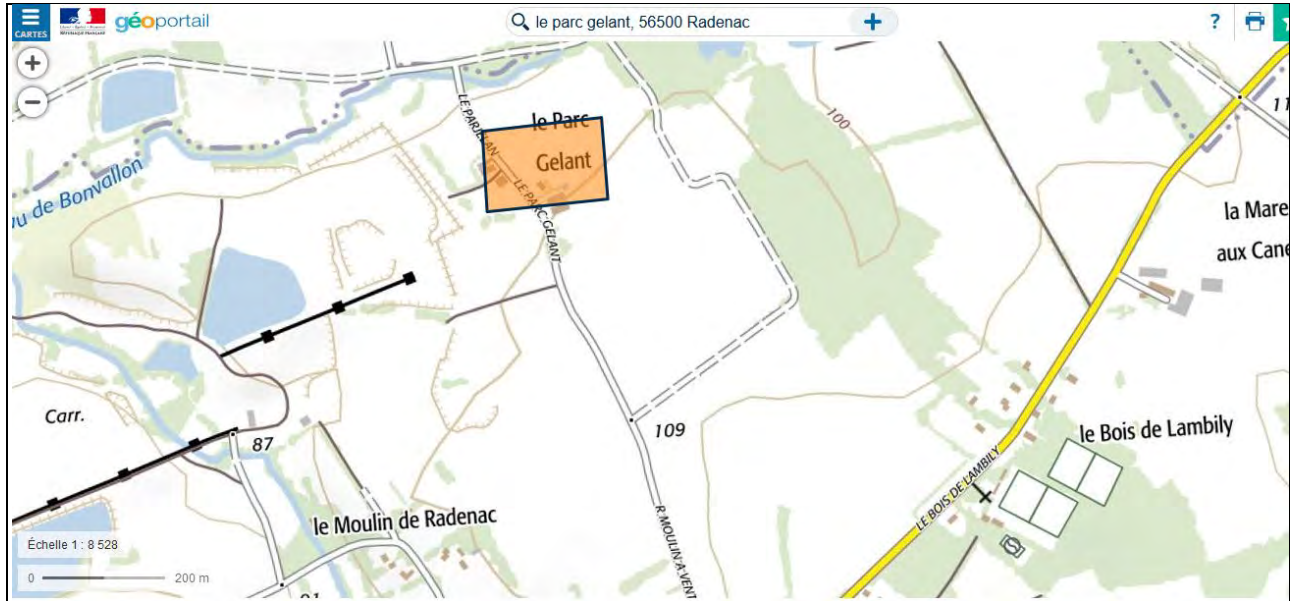 CARTES
géoportail
le parc gelant, 56500 Radenac
+
?
+
−
LE PARC GELANT
le Parc
Gelant
100
de Bonvallon
la Mare
aux Cane
109
Carr.
87
le Bois de Lambily
LE BOIS DE LAMBILY
le Moulin de Radenac
R. MOULIN A VENT
Échelle 1 : 8 528
0
200 m